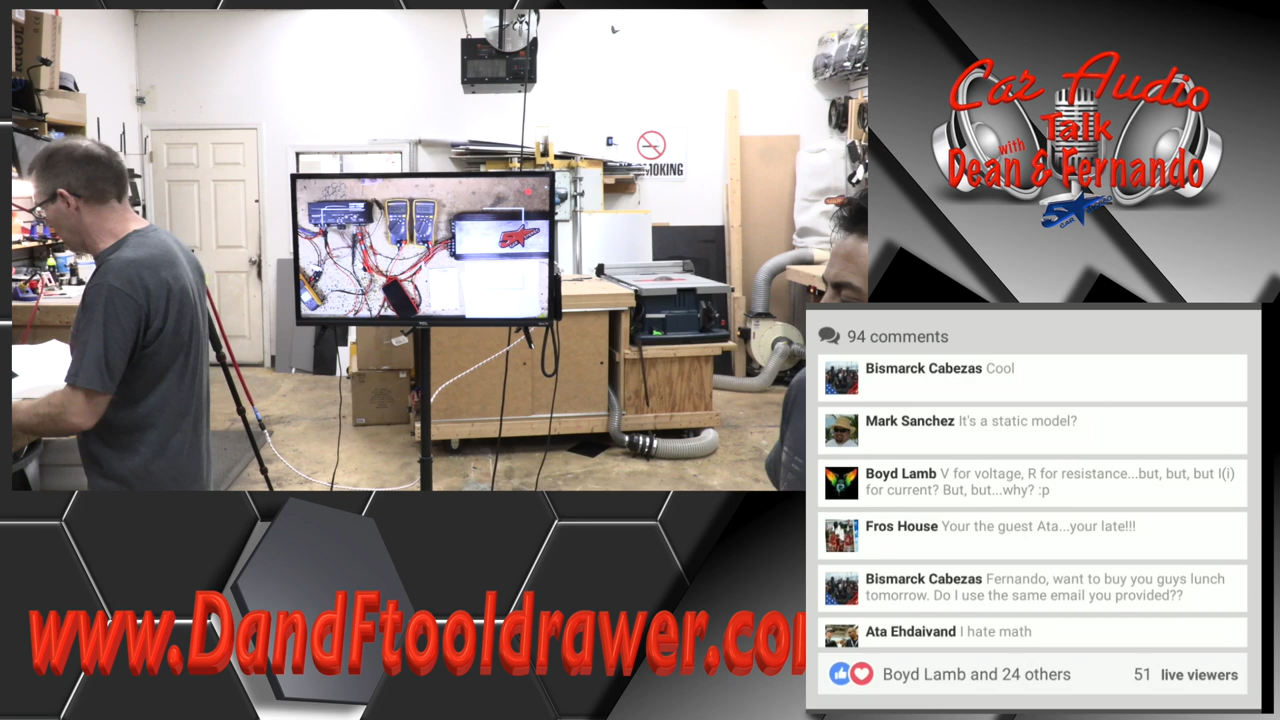 Car Audio
Talk
with
Dean & Fernando
SMOKING
TCL
94 comments
Bismarck Cabezas Cool
Mark Sanchez It's a static model?
Boyd Lamb V for voltage, R for resistance...but, but, but I(i)
for current? But, but...why? :p
Fros House Your the guest Ata...your late!!!
Bismarck Cabezas Fernando, want to buy you guys lunch
tomorrow. Do I use the same email you provided??
Ata Ehdaivand I hate math
Boyd Lamb and 24 others
51 live viewers
www.DandFtooldrawer.com